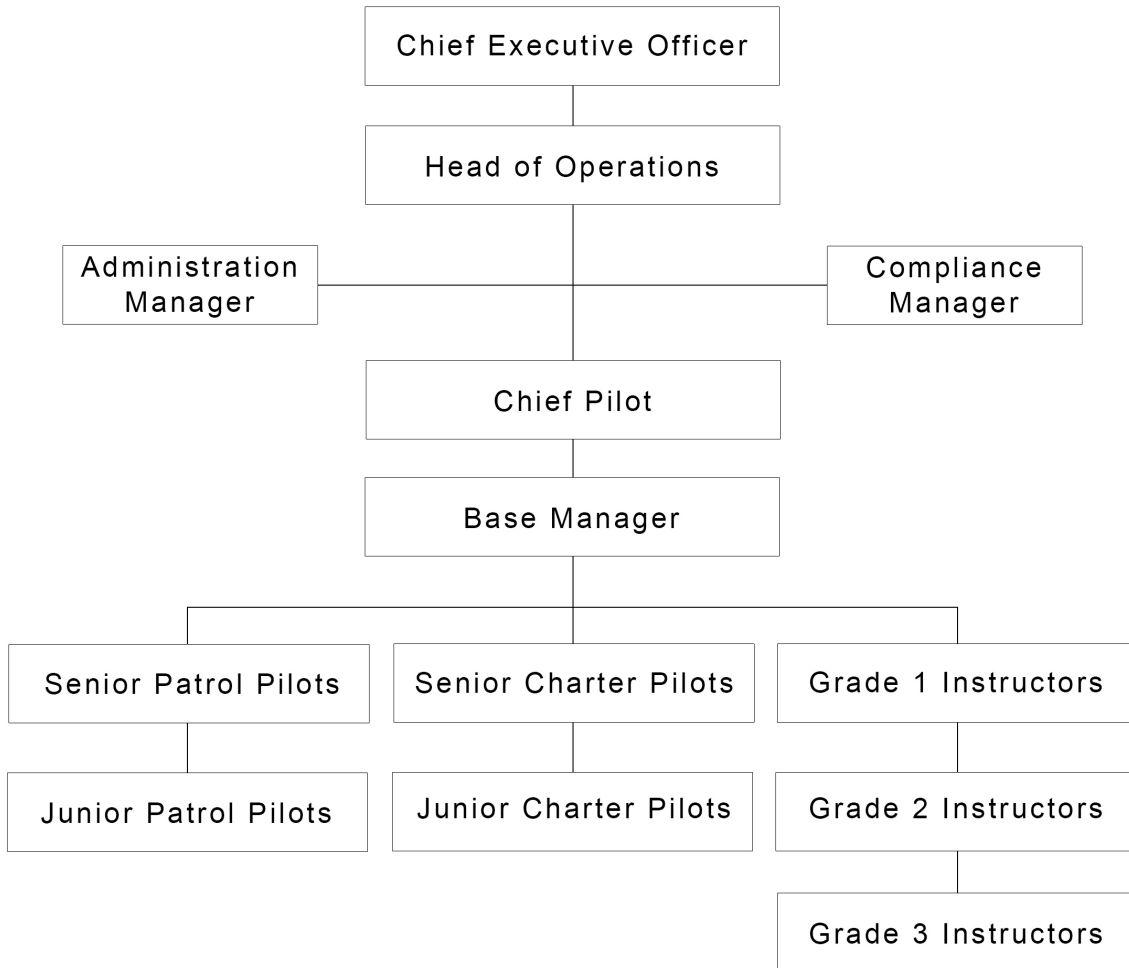 Chief Executive Officer
Head of Operations
Administration
Manager
Compliance
Manager
Chief Pilot
Base Manager
Senior Patrol Pilots
Senior Charter Pilots
Grade 1 Instructors
Junior Patrol Pilots
Junior Charter Pilots
Grade 2 Instructors
Grade 3 Instructors